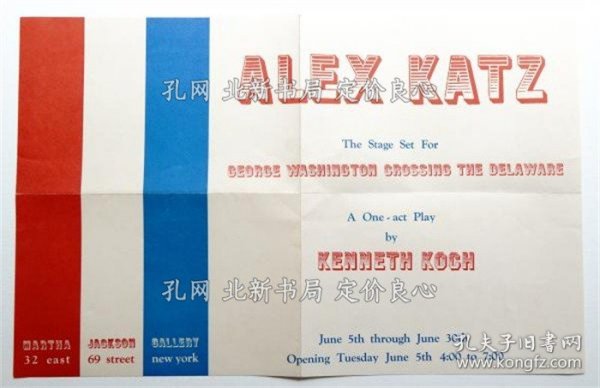 ALEX KATZ
孔网 北新书局 定价良心
The Stage Set For
GEORGE WASHINGTON CROSSING THE DELAWARE
A One-act Play
by
KENNETH KOCH
孔网 北新书局 定价良心
June 5th through June 30th
Opening Tuesday June 5th 4:00 to 7:00
MARTHA JACKSON GALLERY
32 east 69 street new york
孔夫子旧书网
www.kongfz.com